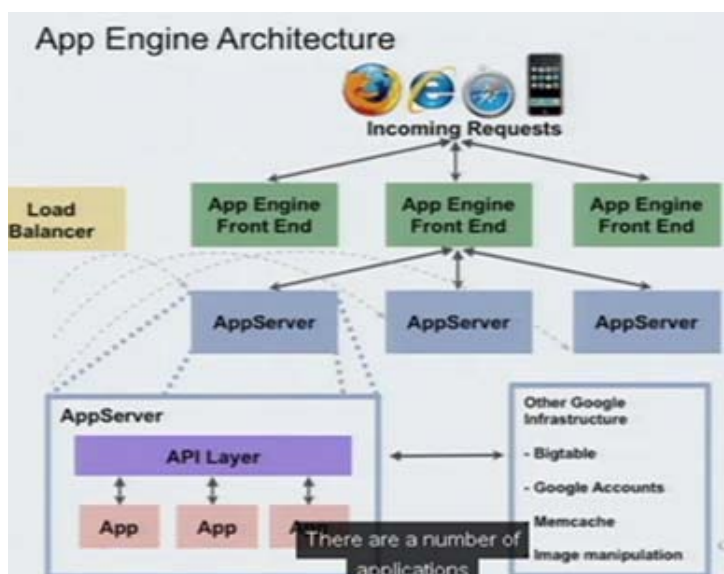 App Engine Architecture
Incoming Requests
Load
Balancer
App Engine
Front End
App Engine
Front End
App Engine
Front End
AppServer
AppServer
AppServer
AppServer
API Layer
App
App
App
Other Google
Infrastructure
- Bigtable
- Google Accounts
Memcache
Image manipulation
There are a number of
applications